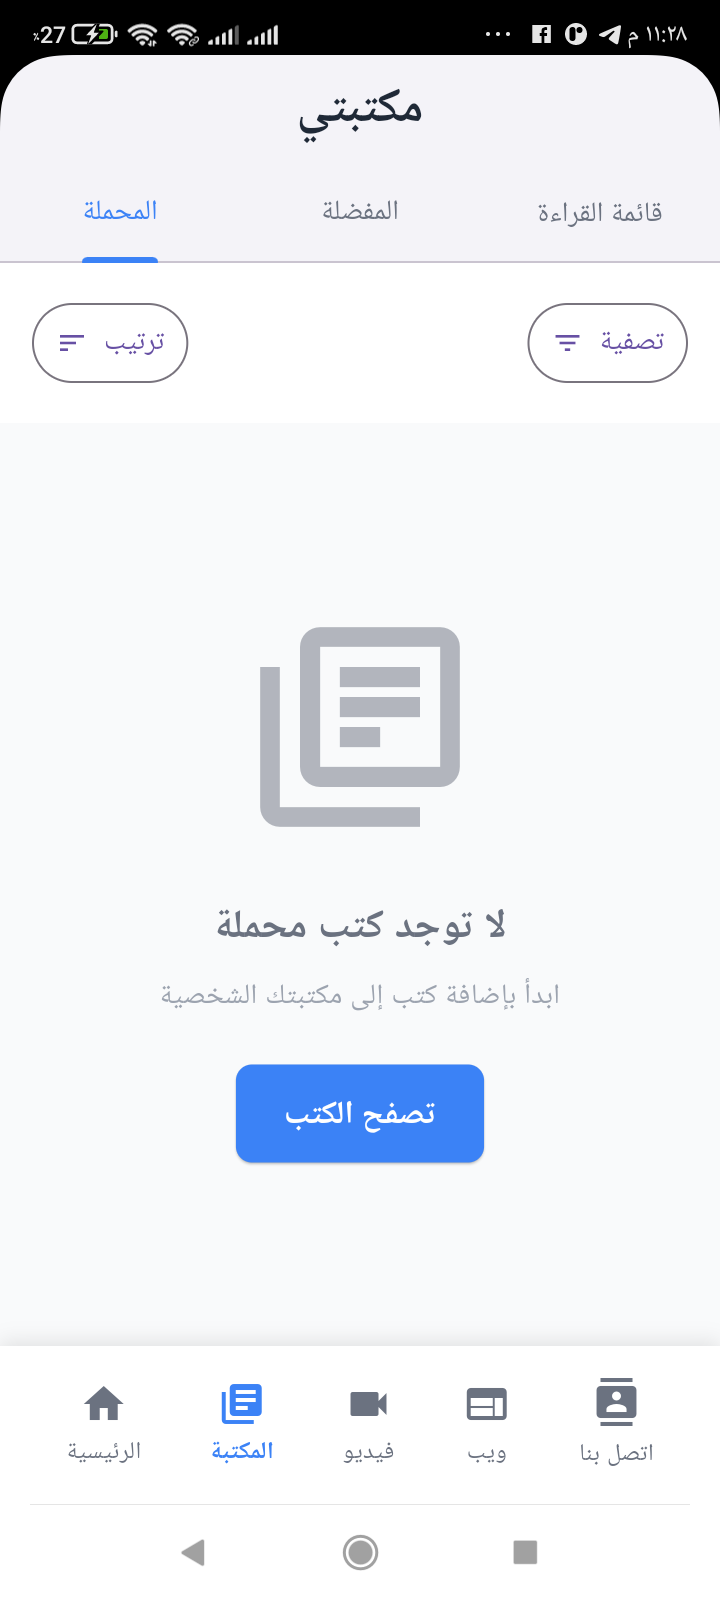 ٪27 ١١:٢٨ م
مكتبتي
قائمة القراءة المفضلة المحملة
تصفية ترتيب
لا توجد كتب محملة
ابدأ بإضافة كتب إلى مكتبتك الشخصية
تصفح الكتب
اتصل بنا ويب فيديو المكتبة الرئيسية